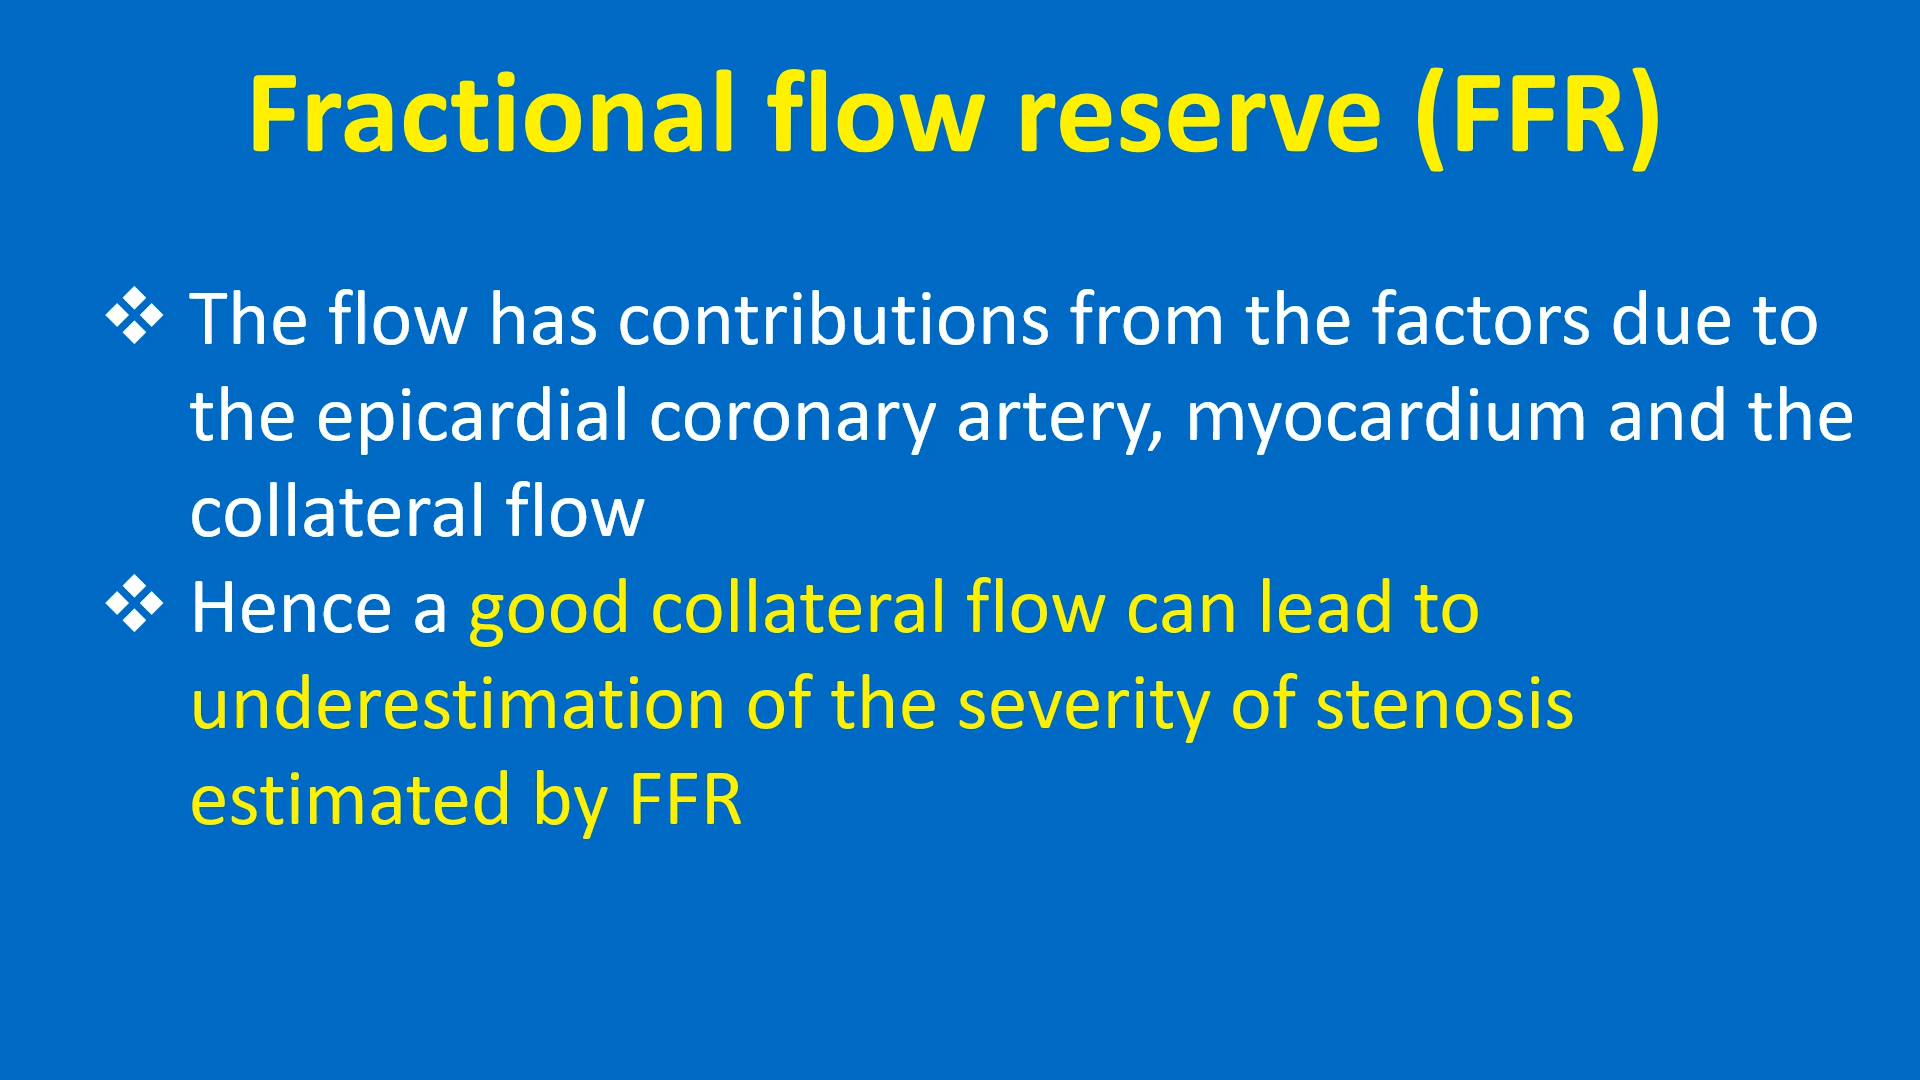 Fractional flow reserve (FFR)
❖ The flow has contributions from the factors due to
the epicardial coronary artery, myocardium and the
collateral flow
❖ Hence a good collateral flow can lead to
underestimation of the severity of stenosis
estimated by FFR